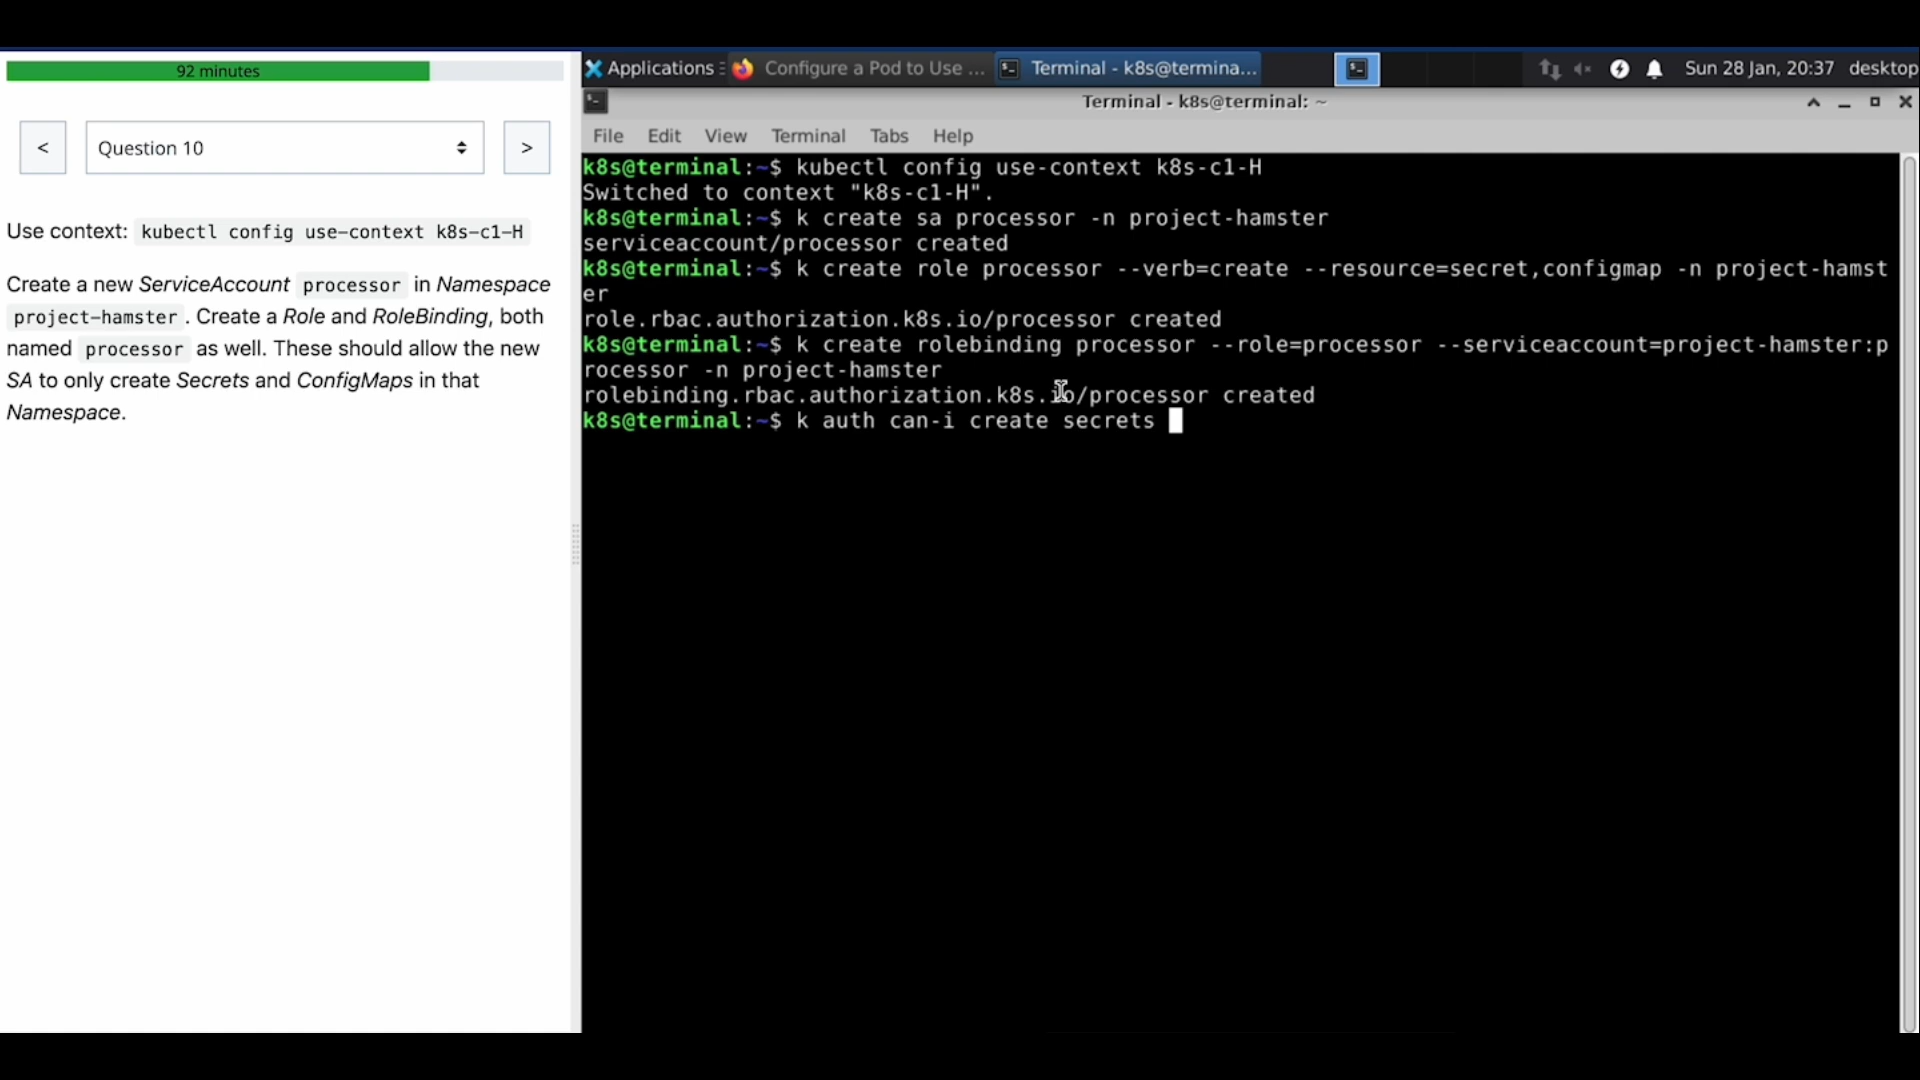 92 minutes
Applications
Configure a Pod to Use ...
Terminal - k8s@termina...
Sun 28 Jan, 20:37
desktop
Terminal - k8s@terminal: ~
< Question 10 >
File Edit View Terminal Tabs Help
Use context: kubectl config use-context k8s-c1-H
Create a new ServiceAccount processor in Namespace
project-hamster . Create a Role and RoleBinding, both
named processor as well. These should allow the new
SA to only create Secrets and ConfigMaps in that
Namespace.
k8s@terminal:~$ kubectl config use-context k8s-c1-H
Switched to context "k8s-c1-H".
k8s@terminal:~$ k create sa processor -n project-hamster
serviceaccount/processor created
k8s@terminal:~$ k create role processor --verb=create --resource=secret,configmap -n project-hamst
er
role.rbac.authorization.k8s.io/processor created
k8s@terminal:~$ k create rolebinding processor --role=processor --serviceaccount=project-hamster:p
rocessor -n project-hamster
rolebinding.rbac.authorization.k8s.io/processor created
k8s@terminal:~$ k auth can-i create secrets